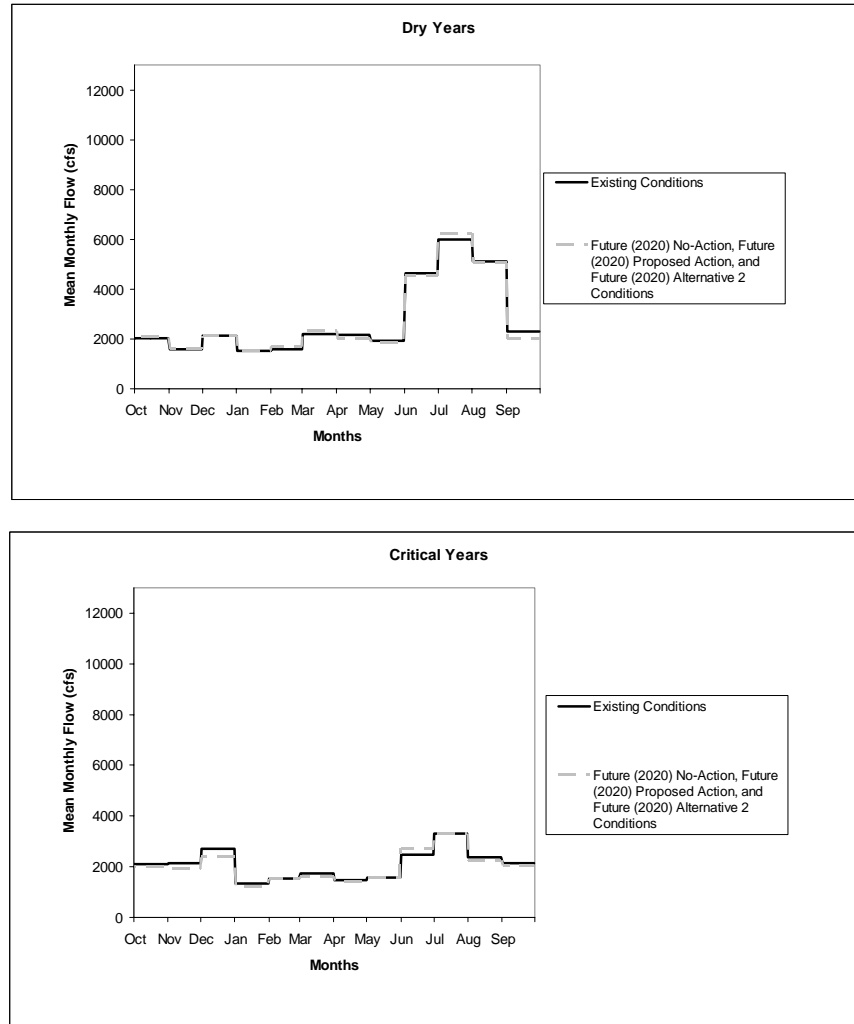 Dry Years
12000
10000
8000
6000
4000
2000
0
Mean Monthly Flow (cfs)
Oct Nov Dec Jan Feb Mar Apr May Jun Jul Aug Sep
Months
Existing Conditions
Future (2020) No-Action, Future
(2020) Proposed Action, and
Future (2020) Alternative 2
Conditions
Critical Years
12000
10000
8000
6000
4000
2000
0
Mean Monthly Flow (cfs)
Oct Nov Dec Jan Feb Mar Apr May Jun Jul Aug Sep
Months
Existing Conditions
Future (2020) No-Action, Future
(2020) Proposed Action, and
Future (2020) Alternative 2
Conditions